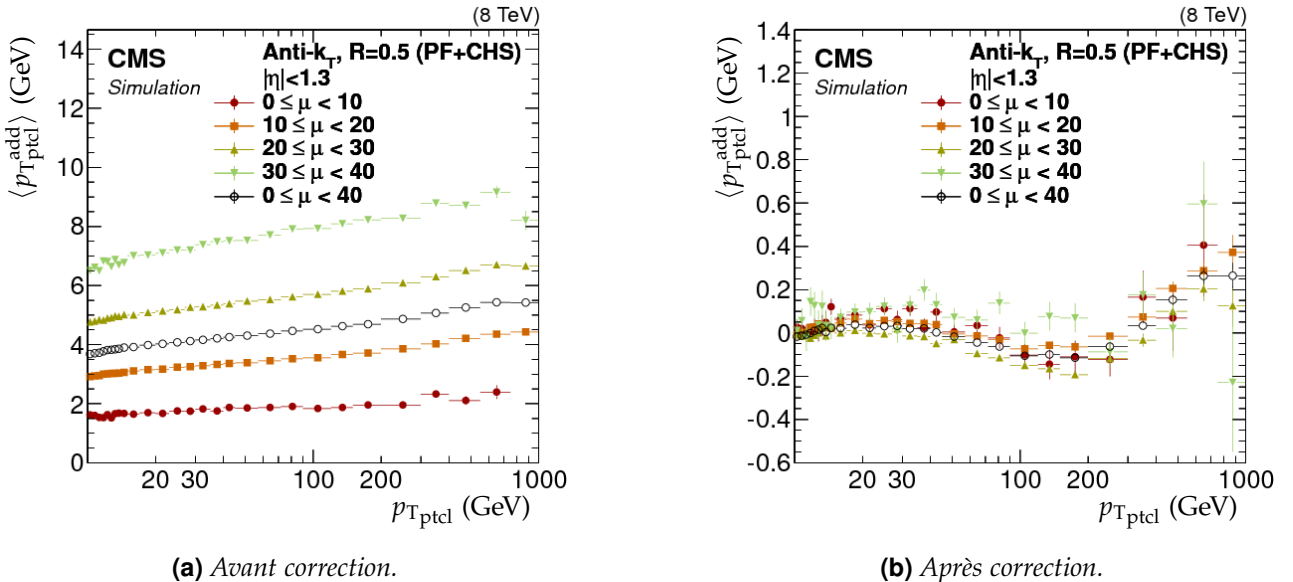 (8 TeV)
CMS
Simulation
Anti-kT, R=0.5 (PF+CHS)
|η|<1.3
0 ≤ μ < 10
10 ≤ μ < 20
20 ≤ μ < 30
30 ≤ μ < 40
0 ≤ μ < 40
⟨pTptcl add⟩ (GeV)
14
12
10
8
6
4
2
0
20 30 100 200 1000
pTptcl (GeV)
(a) Avant correction.
(8 TeV)
CMS
Simulation
Anti-kT, R=0.5 (PF+CHS)
|η|<1.3
0 ≤ μ < 10
10 ≤ μ < 20
20 ≤ μ < 30
30 ≤ μ < 40
0 ≤ μ < 40
⟨pTptcl add⟩ (GeV)
1.4
1.2
1
0.8
0.6
0.4
0.2
0
-0.2
-0.4
-0.6
20 30 100 200 1000
pTptcl (GeV)
(b) Après correction.